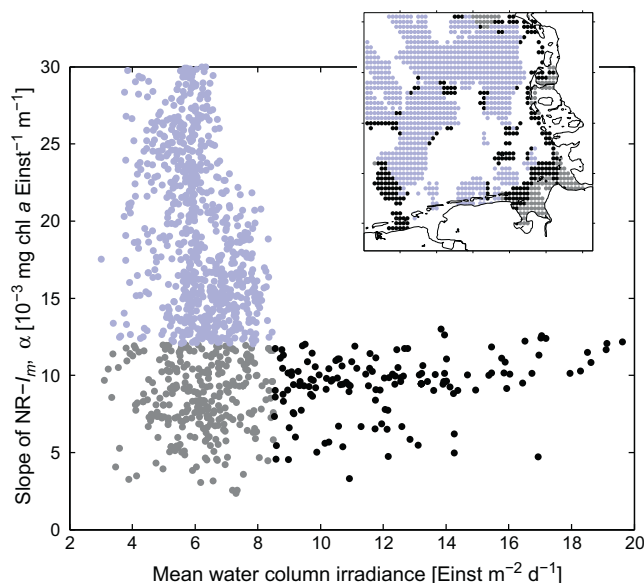 30
25
20
15
10
5
0
2 4 6 8 10 12 14 16 18 20
Slope of NR−Im, α [10−3 mg chl a Einst−1 m−1]
Mean water column irradiance [Einst m−2 d−1]